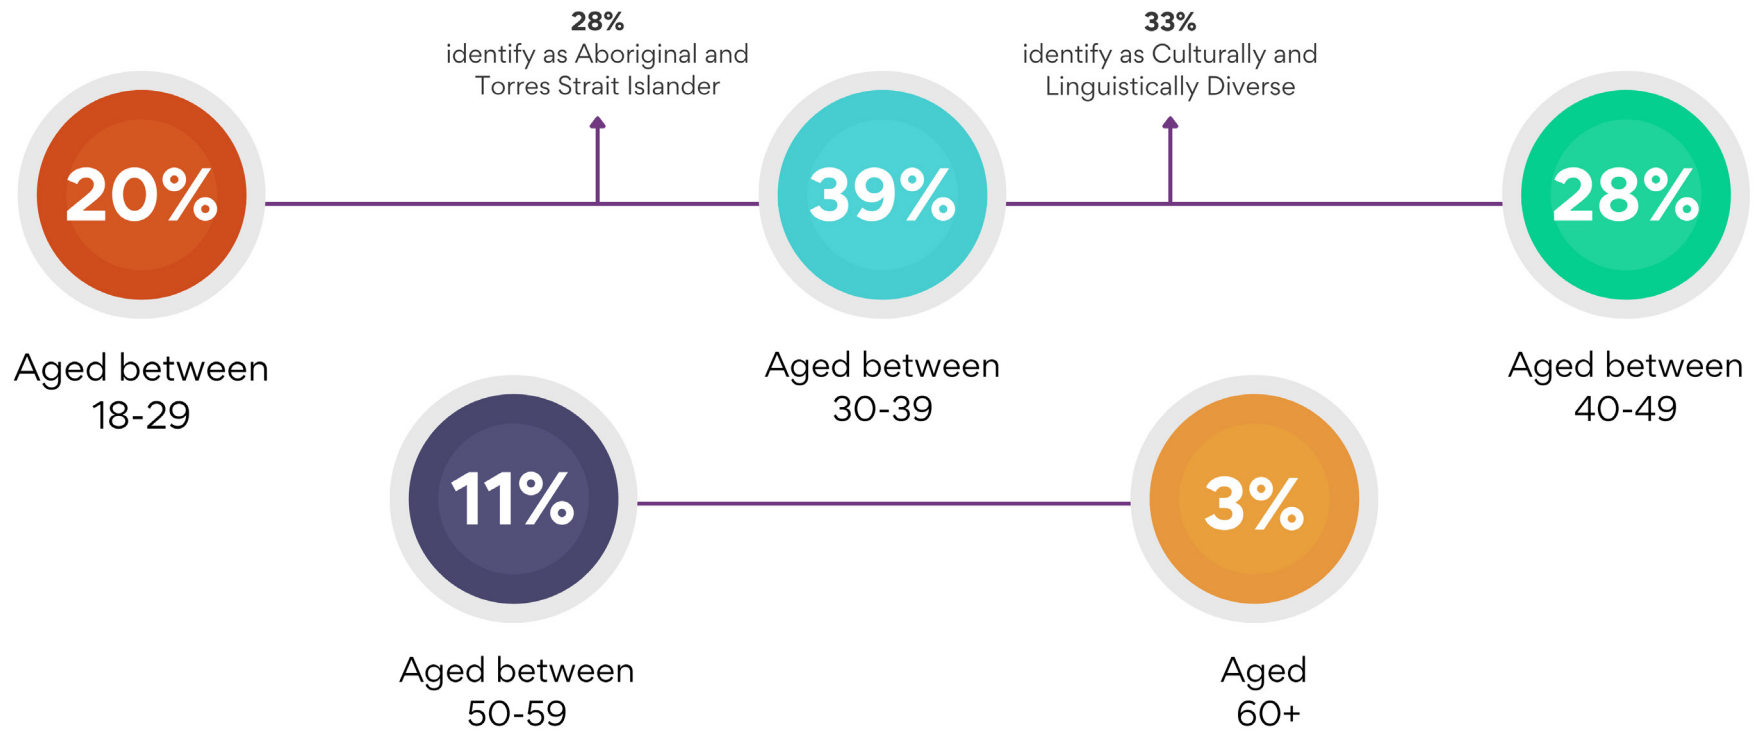 28%
identify as Aboriginal and
Torres Strait Islander
33%
identify as Culturally and
Linguistically Diverse
20%
39%
28%
Aged between
18-29
Aged between
30-39
Aged between
40-49
11%
3%
Aged between
50-59
Aged
60+